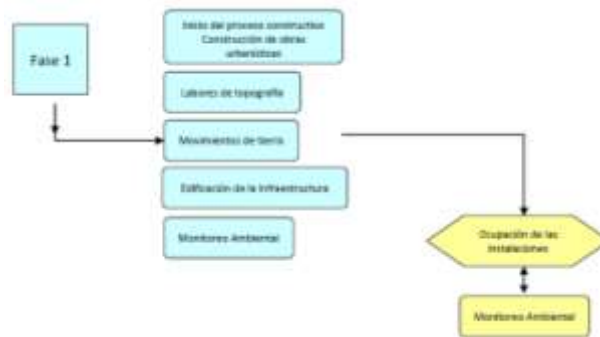 Fase 1
Inicio del proceso constructivo
Construcción de obras
urbanísticas
Labores de topografía
Movimientos de tierra
Edificación de la Infraestructura
Monitoreo Ambiental
Ocupación de las
instalaciones
Monitoreo Ambiental